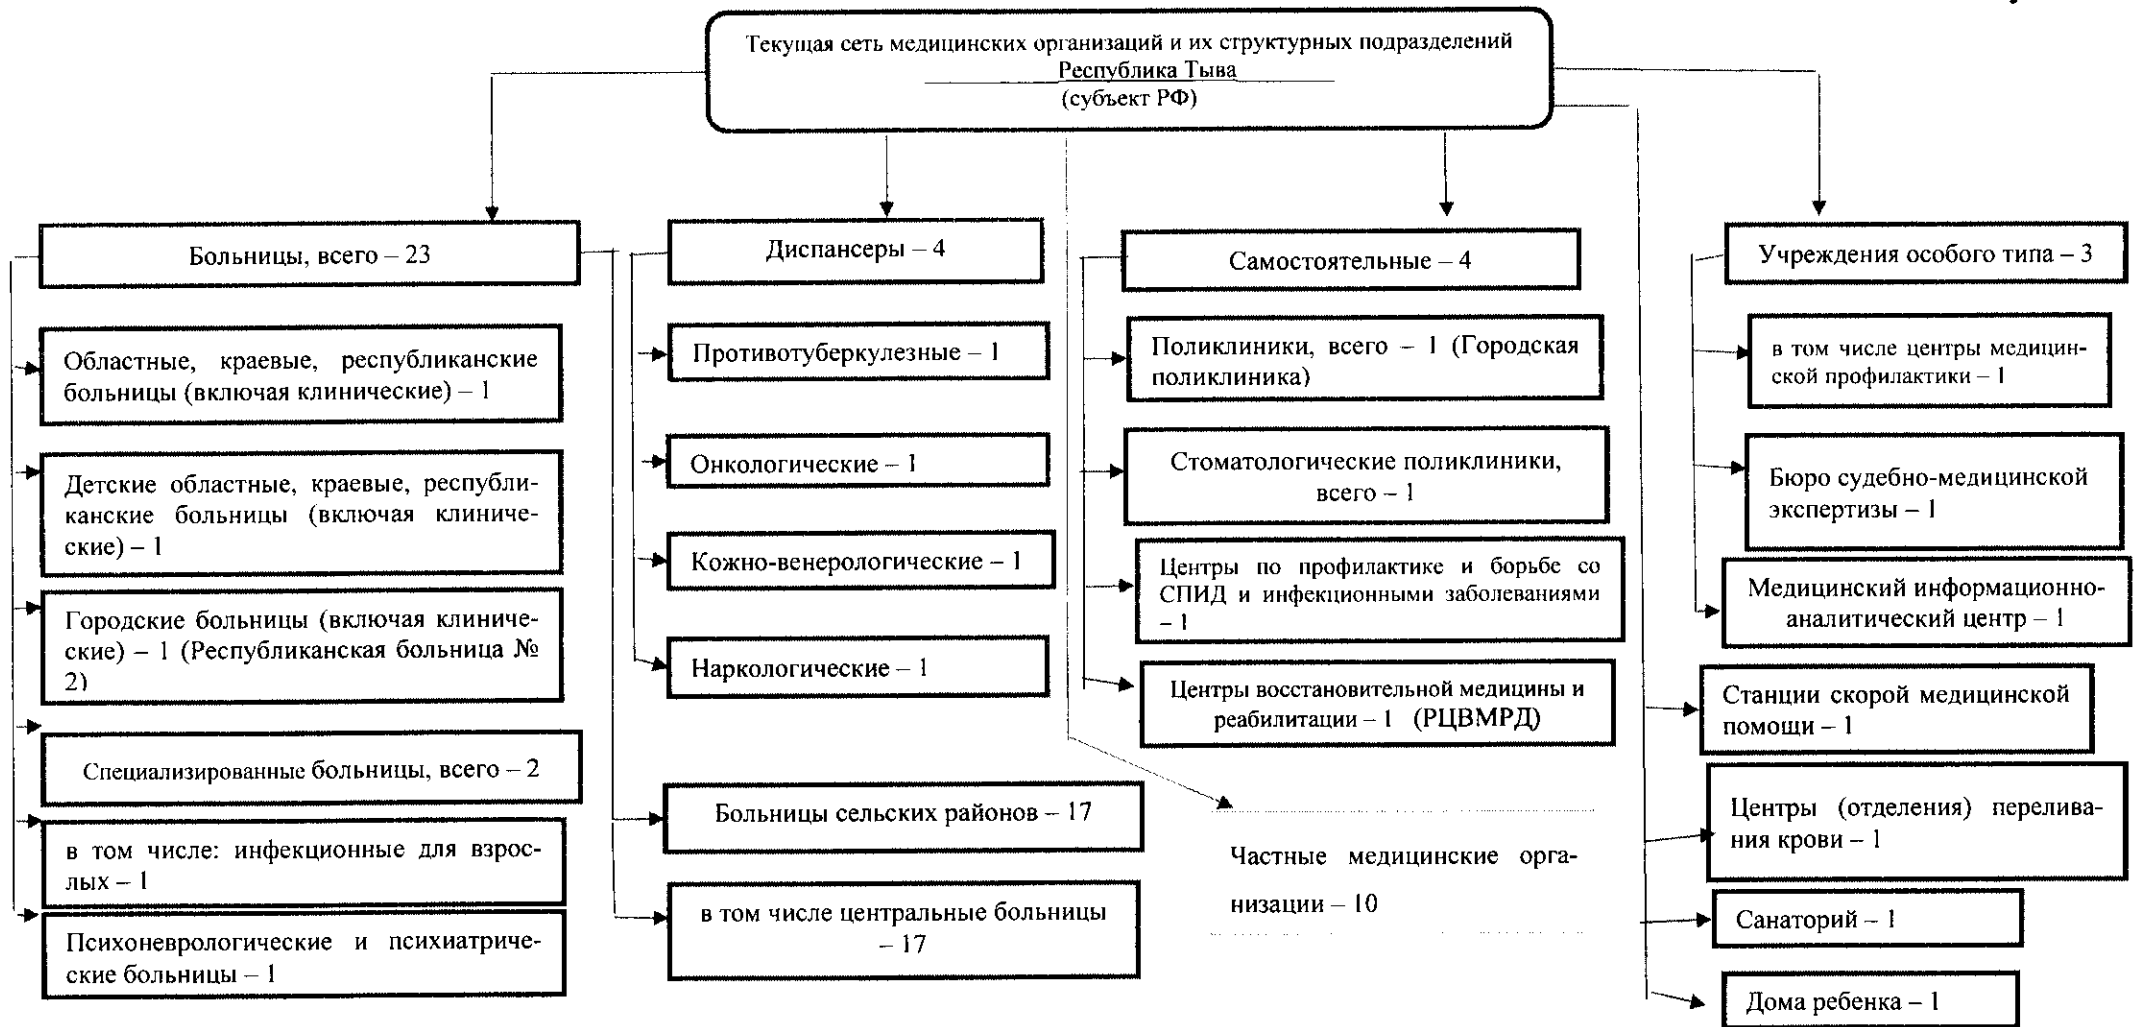 Текущая сеть медицинских организаций и их структурных подразделений
Республика Тыва
(субъект РФ)
Больницы, всего – 23
Областные, краевые, республиканские
больницы (включая клинические) – 1
Детские областные, краевые, республи-
канские больницы (включая клиниче-
ские) – 1
Городские больницы (включая клиниче-
ские) – 1 (Республиканская больница №
2)
Специализированные больницы, всего – 2
в том числе: инфекционные для взрос-
лых – 1
Психоневрологические и психиатриче-
ские больницы – 1
Диспансеры – 4
Противотуберкулезные – 1
Онкологические – 1
Кожно-венерологические – 1
Наркологические – 1
Больницы сельских районов – 17
в том числе центральные больницы
– 17
Самостоятельные – 4
Поликлиники, всего – 1 (Городская
поликлиника)
Стоматологические поликлиники,
всего – 1
Центры по профилактике и борьбе со
СПИД и инфекционными заболеваниями
– 1
Центры восстановительной медицины и
реабилитации – 1 (РЦВМРД)
Частные медицинские орга-
низации – 10
Учреждения особого типа – 3
в том числе центры медицин-
ской профилактики – 1
Бюро судебно-медицинской
экспертизы – 1
Медицинский информационно-
аналитический центр – 1
Станции скорой медицинской
помощи – 1
Центры (отделения) перелива-
ния крови – 1
Санаторий – 1
Дома ребенка – 1